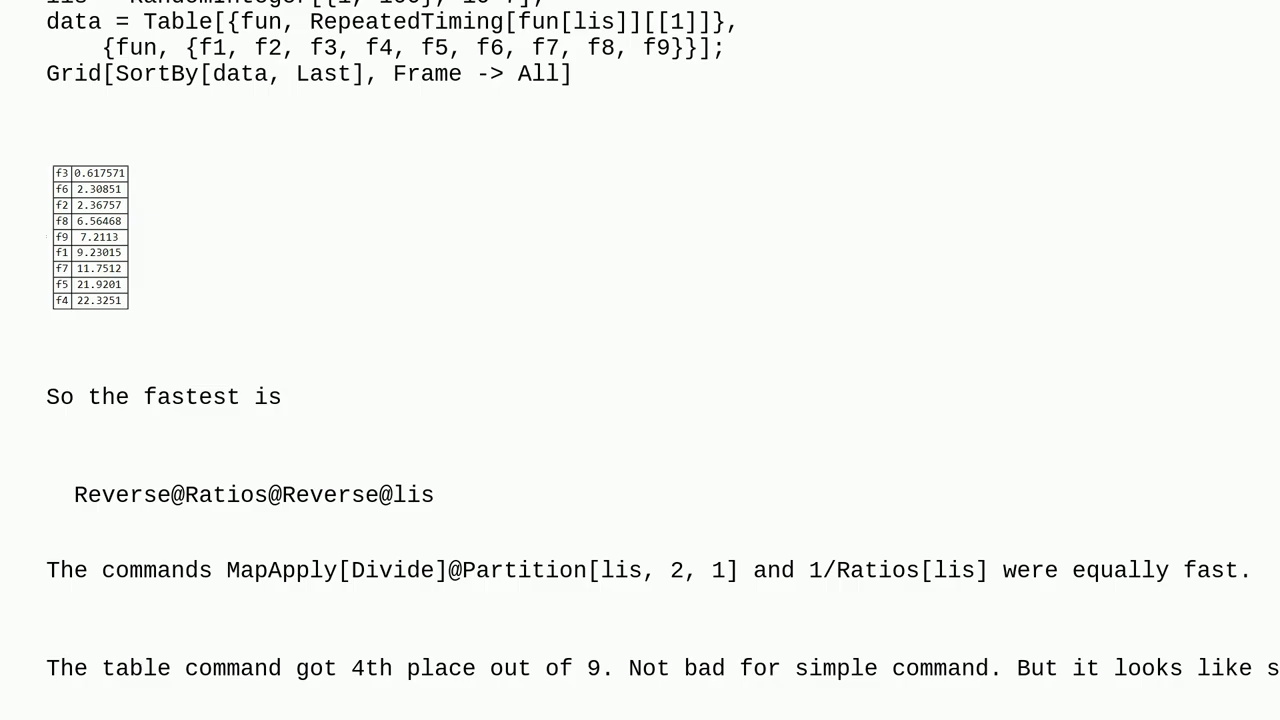 data = Table[{fun, RepeatedTiming[fun[lis]][[1]]},
{fun, {f1, f2, f3, f4, f5, f6, f7, f8, f9}}];
Grid[SortBy[data, Last], Frame -> All]
f3 0.617571
f6 2.30851
f2 2.36757
f8 6.56468
f9 7.2113
f1 9.23015
f7 11.7512
f5 21.9201
f4 22.3251
So the fastest is
Reverse@Ratios@Reverse@lis
The commands MapApply[Divide]@Partition[lis, 2, 1] and 1/Ratios[lis] were equally fast.
The table command got 4th place out of 9. Not bad for simple command. But it looks like s